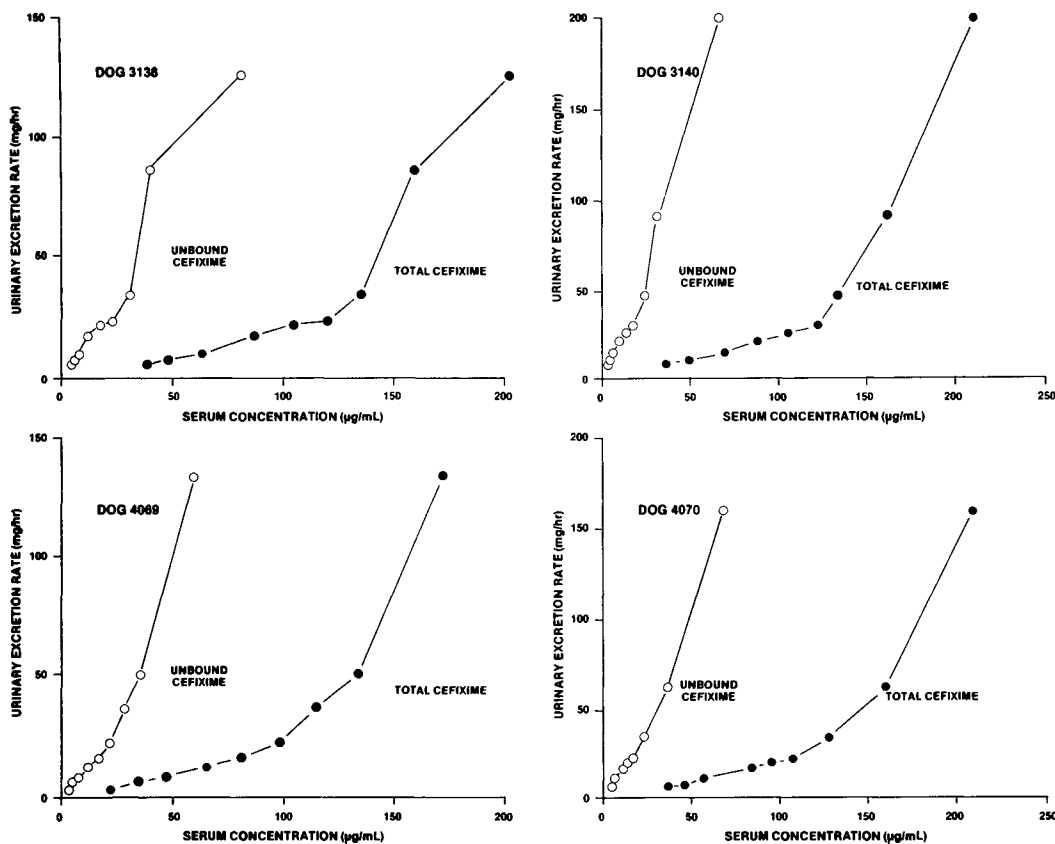 150
100
50
0
URINARY EXCRETION RATE (mg/hr)
DOG 3138
UNBOUND
CEFIXIME
TOTAL CEFIXIME
0
50
100
150
200
SERUM CONCENTRATION (µg/mL)
200
150
100
50
0
URINARY EXCRETION RATE (mg/hr)
DOG 3140
UNBOUND
CEFIXIME
TOTAL CEFIXIME
0
50
100
150
200
250
SERUM CONCENTRATION (µg/mL)
150
100
50
0
URINARY EXCRETION RATE (mg/hr)
DOG 4069
UNBOUND
CEFIXIME
TOTAL CEFIXIME
0
50
100
150
200
SERUM CONCENTRATION (µg/mL)
200
150
100
50
0
URINARY EXCRETION RATE (mg/hr)
DOG 4070
UNBOUND
CEFIXIME
TOTAL CEFIXIME
0
50
100
150
200
250
SERUM CONCENTRATION (µg/mL)